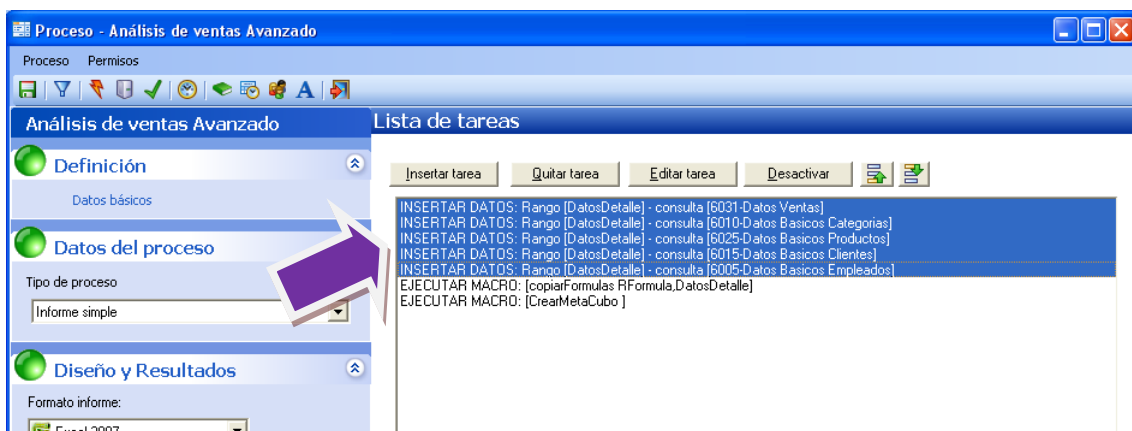 Proceso - Análisis de ventas Avanzado
Proceso Permisos
A
Análisis de ventas Avanzado
Lista de tareas
Definición
Datos básicos
Datos del proceso
Tipo de proceso
Informe simple
Diseño y Resultados
Formato informe:
Excel 2007
Insertar tarea Quitar tarea Editar tarea Desactivar
INSERTAR DATOS: Rango [DatosDetalle] - consulta [6031-Datos Ventas]
INSERTAR DATOS: Rango [DatosDetalle] - consulta [6010-Datos Basicos Categorias]
INSERTAR DATOS: Rango [DatosDetalle] - consulta [6025-Datos Basicos Productos]
INSERTAR DATOS: Rango [DatosDetalle] - consulta [6015-Datos Basicos Clientes]
INSERTAR DATOS: Rango [DatosDetalle] - consulta [6005-Datos Basicos Empleados]
EJECUTAR MACRO: [copiarFormulas RFormula,DatosDetalle]
EJECUTAR MACRO: [CrearMetaCubo ]